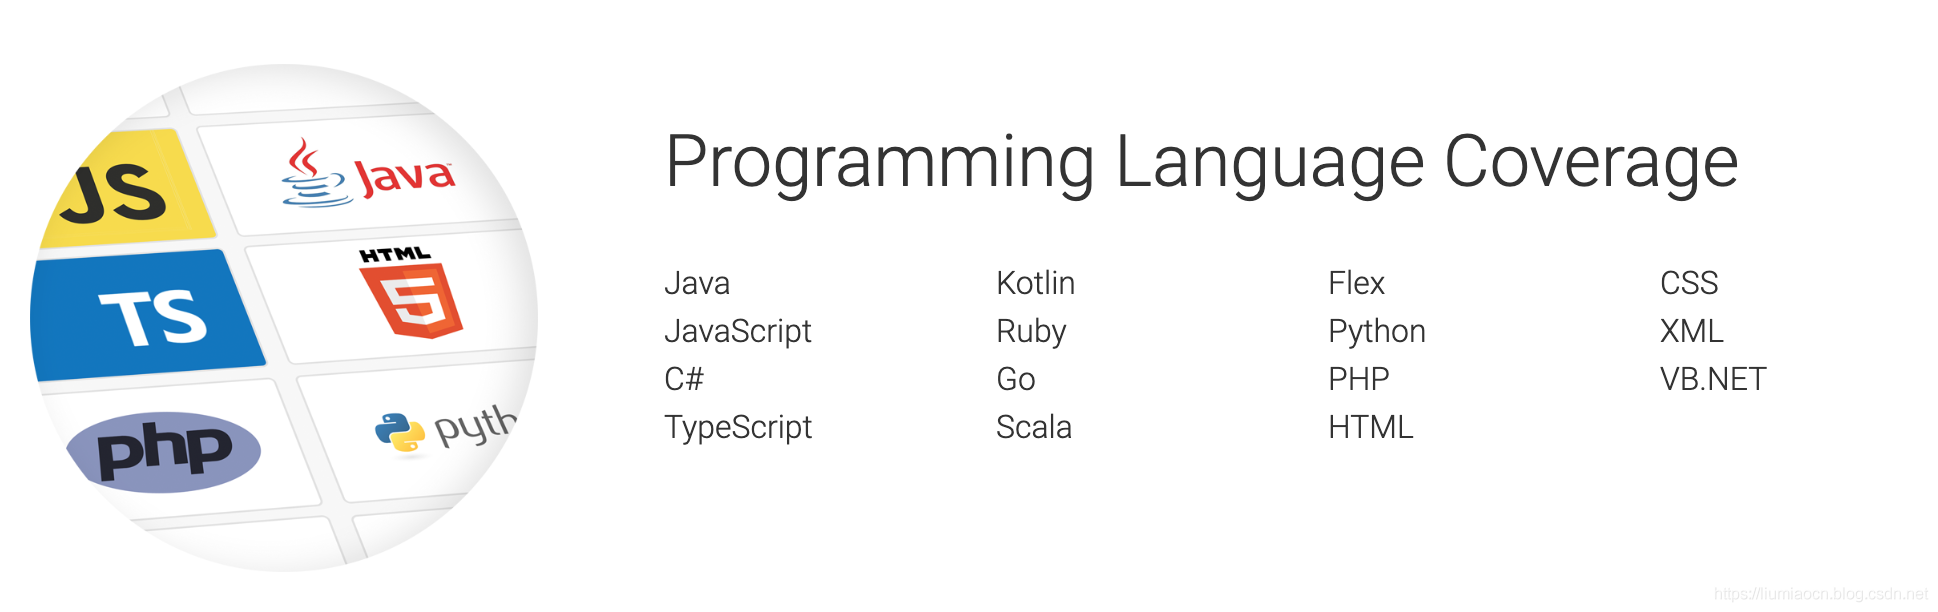 JS
Java™
HTML
5
TS
php
pyth
Programming Language Coverage
Java
JavaScript
C#
TypeScript
Kotlin
Ruby
Go
Scala
Flex
Python
PHP
HTML
CSS
XML
VB.NET
https://liumiaocn.blog.csdn.net